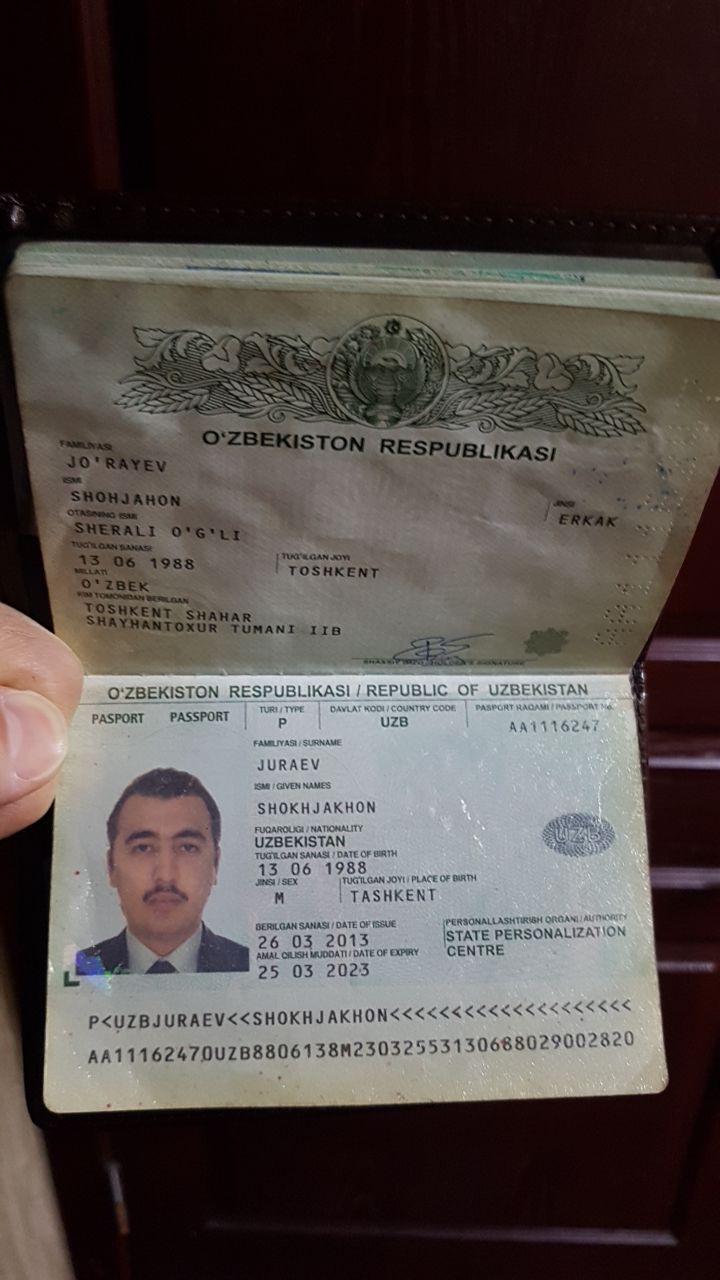 O‘ZBEKISTON RESPUBLIKASI
FAMILIYASI
JO'RAYEV
ISMI
SHOHJAHON
OTASINING ISMI
SHERALI O'G'LI
JINSI
ERKAK
TUG'ILGAN SANASI
13 06 1988
TUG'ILGAN JOYI
TOSHKENT
MILLATI
O'ZBEK
KIM TOMONIDAN BERILGAN
TOSHKENT SHAHAR
SHAYHANTOXUR TUMANI IIB
SIGNATURE
O‘ZBEKISTON RESPUBLIKASI / REPUBLIC OF UZBEKISTAN
PASPORT PASSPORT
TURI / TYPE
P
DAVLAT KODI / COUNTRY CODE
UZB
PASPORT RAQAMI / PASSPORT No.
AA1116247
FAMILIYASI / SURNAME
JURAEV
ISMI / GIVEN NAMES
SHOKHJAKHON
FUQAROLIGI / NATIONALITY
UZBEKISTAN
TUG'ILGAN SANASI / DATE OF BIRTH
13 06 1988
JINSI / SEX
M
TUG'ILGAN JOYI / PLACE OF BIRTH
TASHKENT
UZB
BERILGAN SANASI / DATE OF ISSUE
26 03 2013
AMAL QILISH MUDDATI / DATE OF EXPIRY
25 03 2023
PERSONALLASHTIRISH ORGANI / AUTHORITY
STATE PERSONALIZATION
CENTRE
P<UZBJURAEV<<SHOKHJAKHON<<<<<<<<<<<<<<<<<<<<
AA11162470UZB8806138M23032553130688029002820